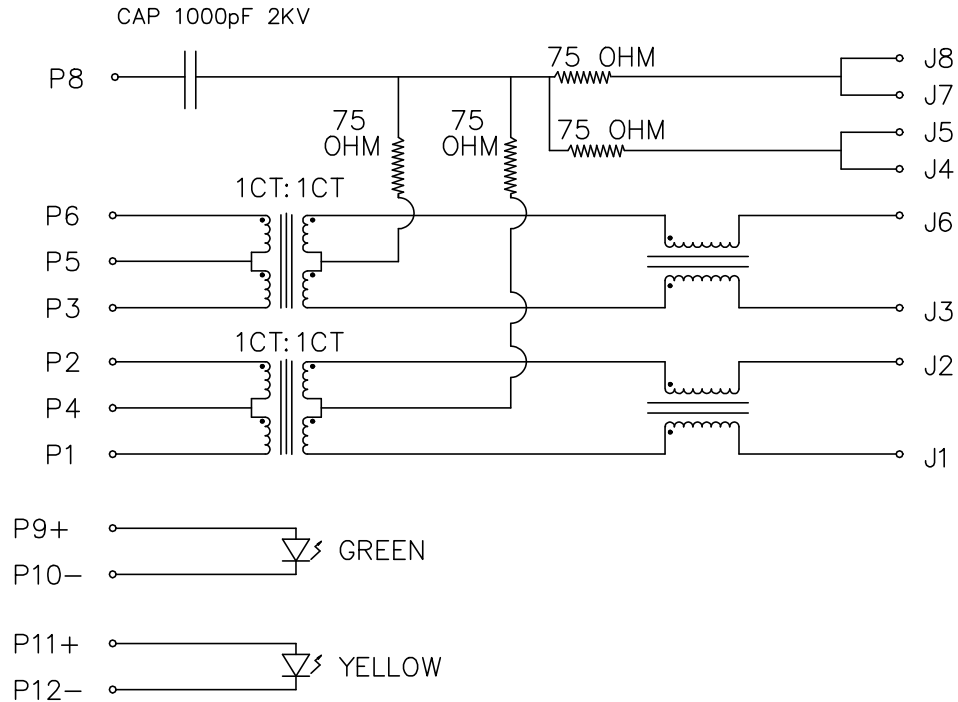 CAP 1000pF 2KV
P8
75 OHM
J8
J7
75
OHM
75
OHM
75 OHM
J5
J4
1CT:1CT
P6
J6
P5
P3
J3
1CT:1CT
P2
J2
P4
P1
J1
P9+
GREEN
P10-
P11+
YELLOW
P12-